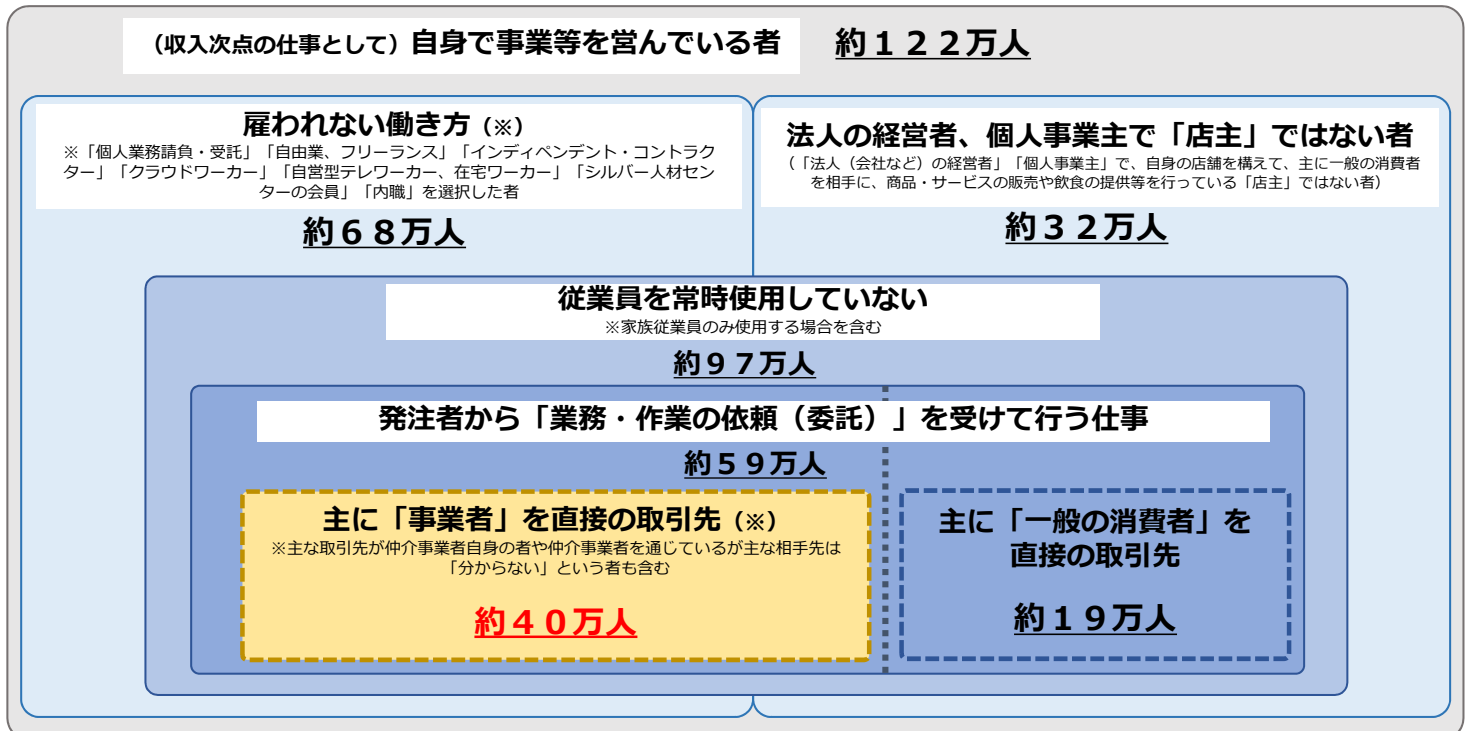 （収入次点の仕事として）自身で事業等を営んでいる者　約１２２万人
雇われない働き方（※）
※「個人業務請負・受託」「自由業、フリーランス」「インディペンデント・コントラク
ター」「クラウドワーカー」「自営型テレワーカー、在宅ワーカー」「シルバー人材セン
ターの会員」「内職」を選択した者
約６８万人
法人の経営者、個人事業主で「店主」ではない者
（「法人（会社など）の経営者」「個人事業主」で、自身の店舗を構えて、主に一般の消費者
を相手に、商品・サービスの販売や飲食の提供等を行っている「店主」ではない者）
約３２万人
従業員を常時使用していない
※家族従業員のみ使用する場合を含む
約９７万人
発注者から「業務・作業の依頼（委託）」を受けて行う仕事
約５９万人
主に「事業者」を直接の取引先（※）
※主な取引先が仲介事業者自身の者や仲介事業者を通じているが主な相手先は
「分からない」という者も含む
約４０万人
主に「一般の消費者」を
直接の取引先
約１９万人